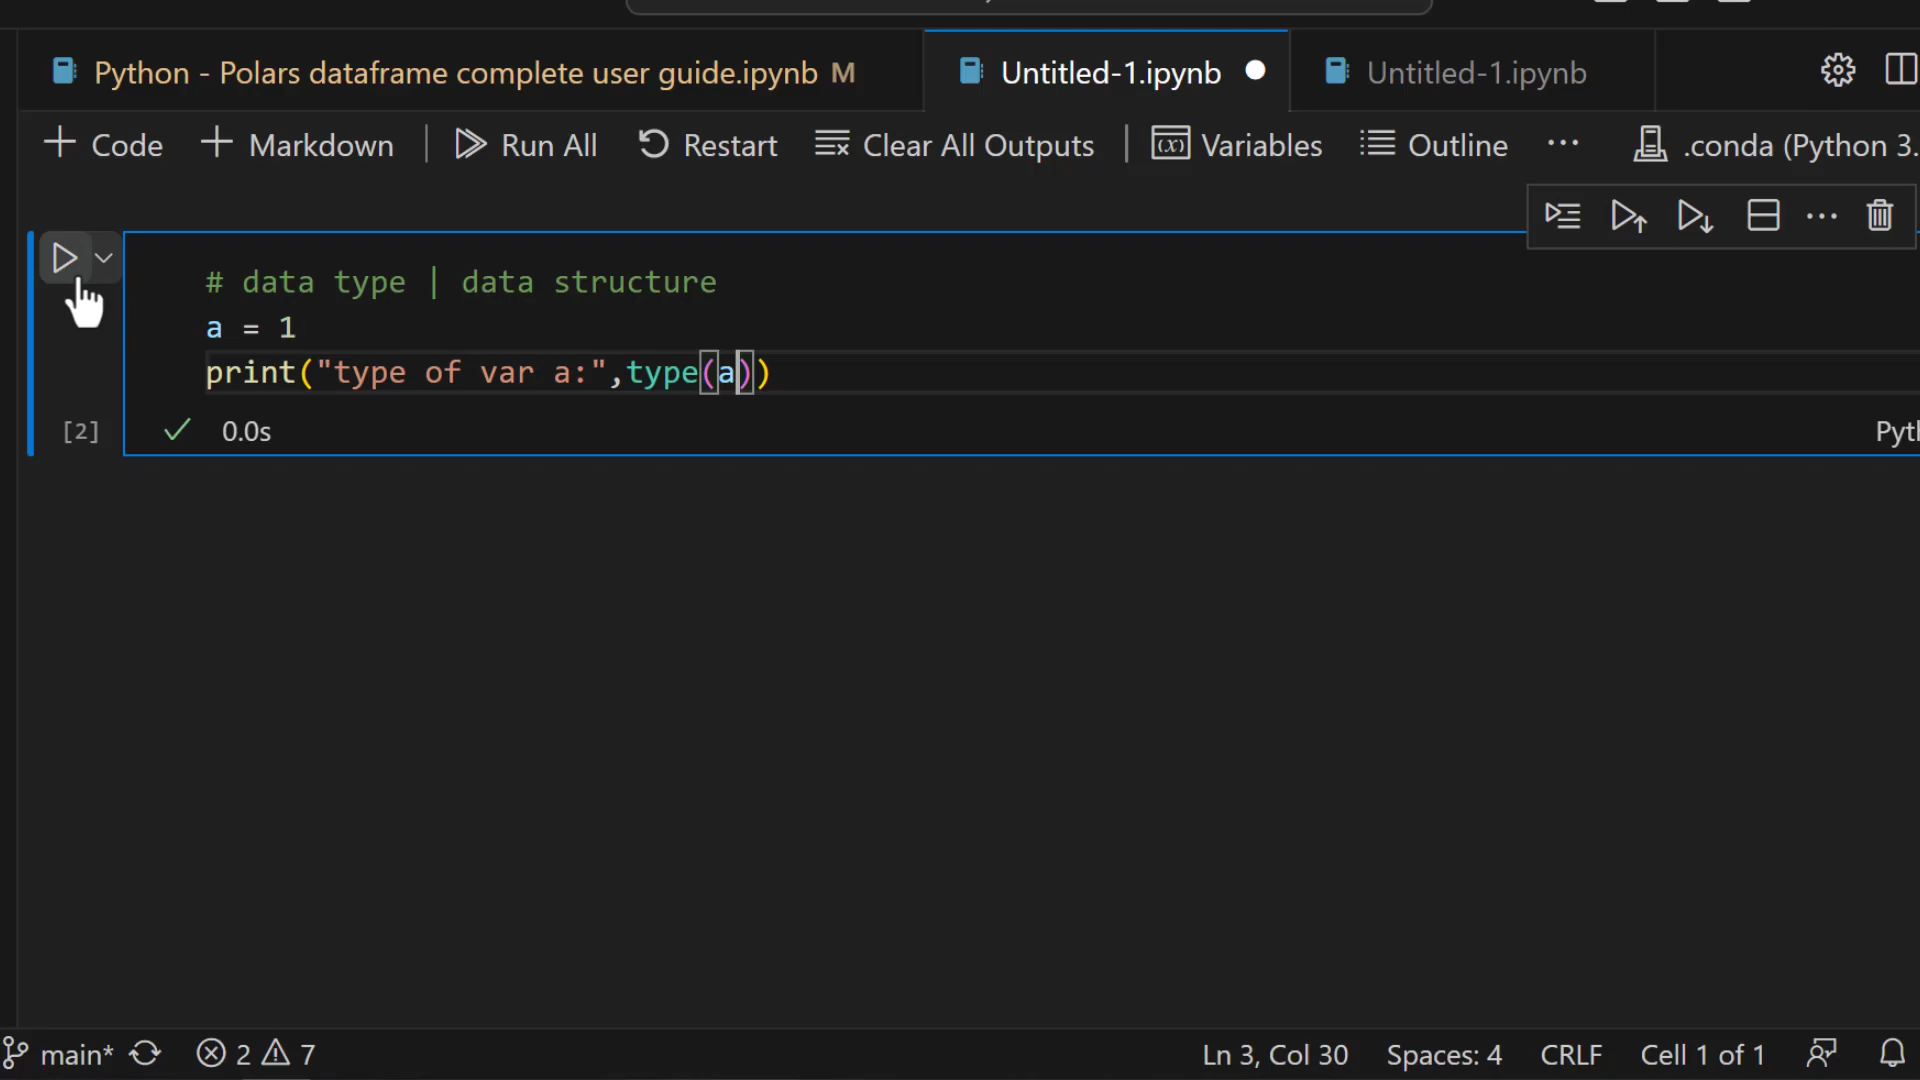 Python - Polars dataframe complete user guide.ipynb M
Untitled-1.ipynb
Untitled-1.ipynb
Code
Markdown
Run All
Restart
Clear All Outputs
Variables
Outline
.conda (Python 3.
# data type | data structure
a = 1
print("type of var a:",type(a))
[2]
0.0s
Pyth
main*
2
7
Ln 3, Col 30
Spaces: 4
CRLF
Cell 1 of 1